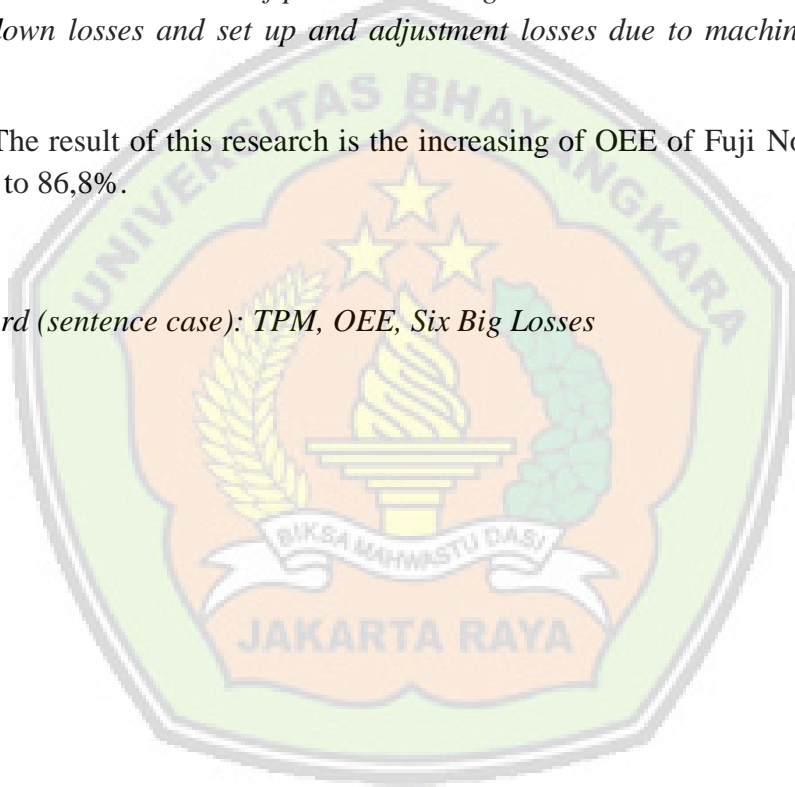 down losses and set up and adjustment losses due to machin
The result of this research is the increasing of OEE of Fuji No
to 86,8%.
rd (sentence case): TPM, OEE, Six Big Losses
UNIVERSITAS BHAYANGKARA
BIKSA MAHWASTU DASI
JAKARTA RAYA